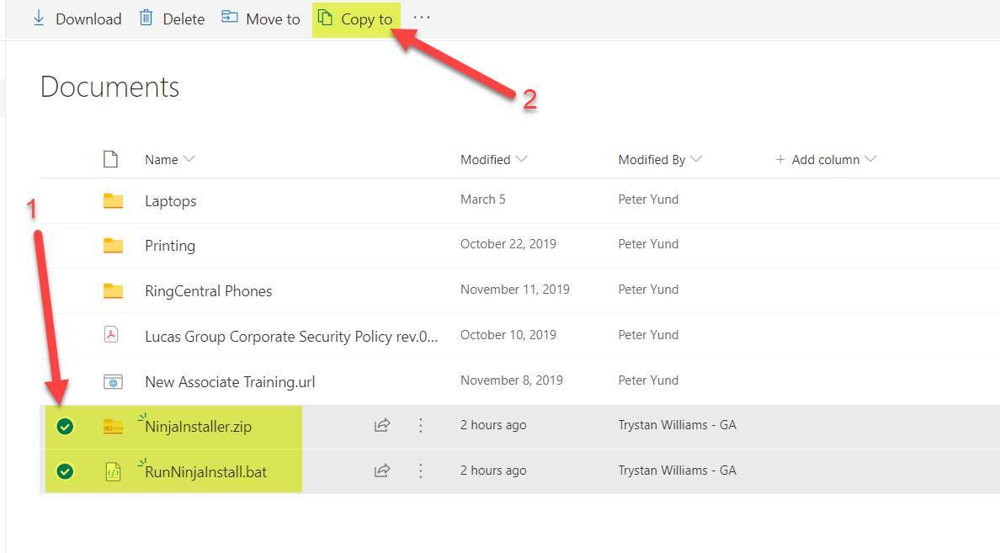 Download Delete Move to Copy to ...
2
Documents
Name Modified Modified By + Add column
1
Laptops March 5 Peter Yund
Printing October 22, 2019 Peter Yund
RingCentral Phones November 11, 2019 Peter Yund
Lucas Group Corporate Security Policy rev.0... October 10, 2019 Peter Yund
New Associate Training.url November 8, 2019 Peter Yund
NinjaInstaller.zip 2 hours ago Trystan Williams - GA
RunNinjaInstall.bat 2 hours ago Trystan Williams - GA